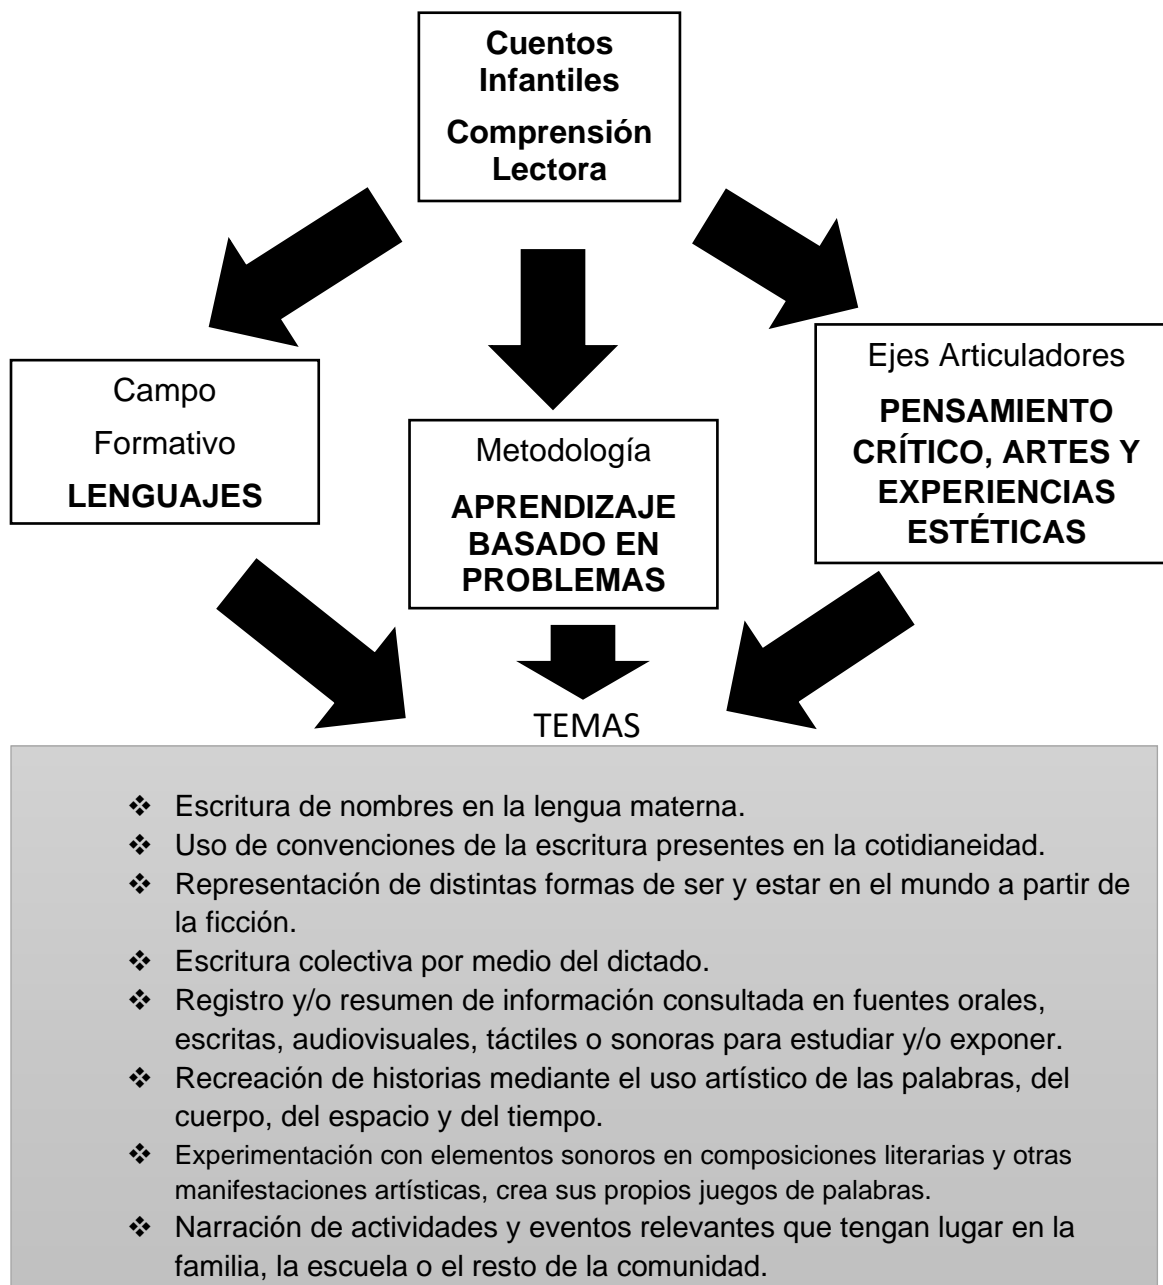 Cuentos
Infantiles
Comprensión
Lectora
Campo
Formativo
LENGUAJES
Metodología
APRENDIZAJE
BASADO EN
PROBLEMAS
Ejes Articuladores
PENSAMIENTO
CRÍTICO, ARTES Y
EXPERIENCIAS
ESTÉTICAS
TEMAS
❖ Escritura de nombres en la lengua materna.
❖ Uso de convenciones de la escritura presentes en la cotidianeidad.
❖ Representación de distintas formas de ser y estar en el mundo a partir de
la ficción.
❖ Escritura colectiva por medio del dictado.
❖ Registro y/o resumen de información consultada en fuentes orales,
escritas, audiovisuales, táctiles o sonoras para estudiar y/o exponer.
❖ Recreación de historias mediante el uso artístico de las palabras, del
cuerpo, del espacio y del tiempo.
❖ Experimentación con elementos sonoros en composiciones literarias y otras
manifestaciones artísticas, crea sus propios juegos de palabras.
❖ Narración de actividades y eventos relevantes que tengan lugar en la
familia, la escuela o el resto de la comunidad.